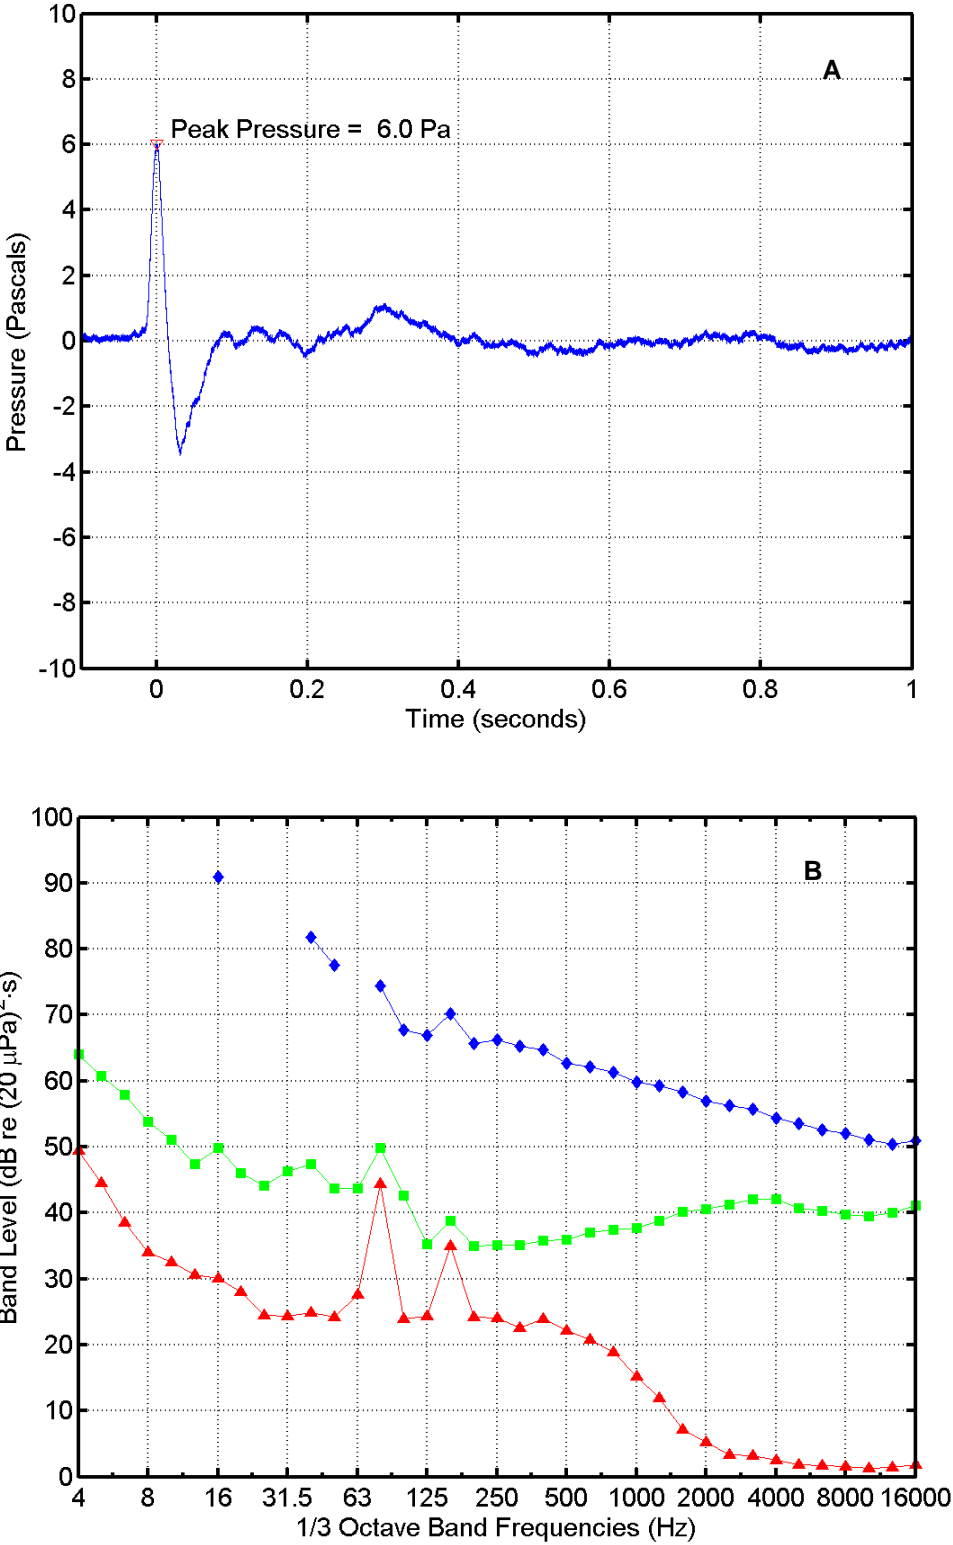 10
8
6
4
2
0
-2
-4
-6
-8
-10
Pressure (Pascals)
A
Peak Pressure = 6.0 Pa
0 0.2 0.4 0.6 0.8 1
Time (seconds)
100
90
80
70
60
50
40
30
20
10
0
Band Level (dB re (20 μPa)²·s)
B
4 8 16 31.5 63 125 250 500 1000 2000 4000 8000 16000
1/3 Octave Band Frequencies (Hz)